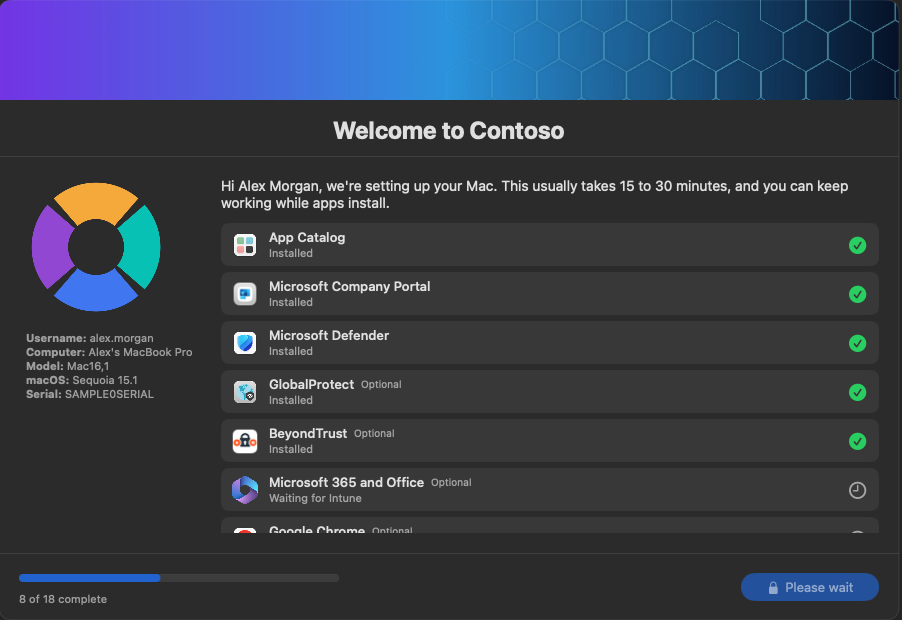 Welcome to Contoso
Hi Alex Morgan, we're setting up your Mac. This usually takes 15 to 30 minutes, and you can keep
working while apps install.
App Catalog
Installed
Microsoft Company Portal
Installed
Microsoft Defender
Installed
GlobalProtect Optional
Installed
BeyondTrust Optional
Installed
Microsoft 365 and Office Optional
Waiting for Intune
Google Chrome Optional
Username: alex.morgan
Computer: Alex's MacBook Pro
Model: Mac16,1
macOS: Sequoia 15.1
Serial: SAMPLE0SERIAL
8 of 18 complete
Please wait